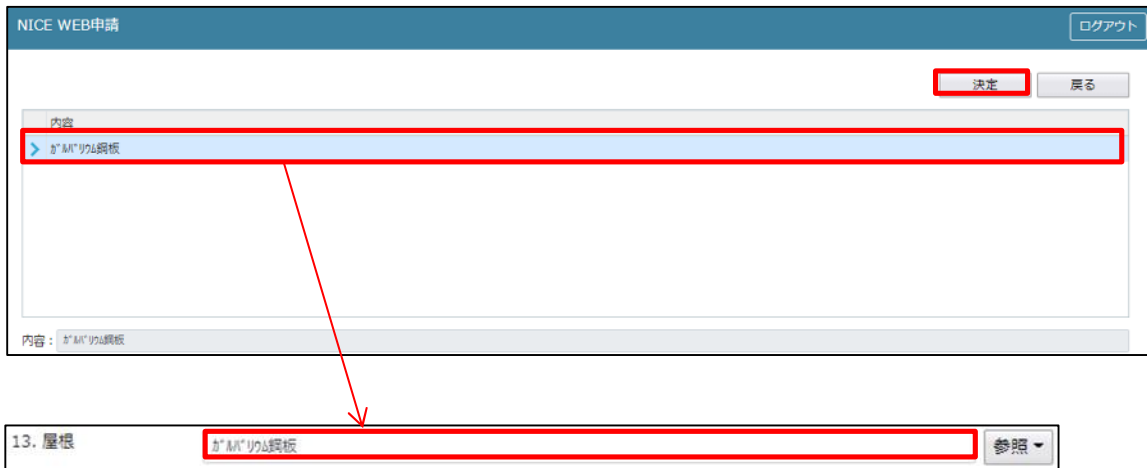 NICE WEB申請 ログアウト
決定 戻る
内容
ｶﾞﾙﾊﾞﾘｳﾑ鋼板
内容： ｶﾞﾙﾊﾞﾘｳﾑ鋼板
13. 屋根 ｶﾞﾙﾊﾞﾘｳﾑ鋼板 参照